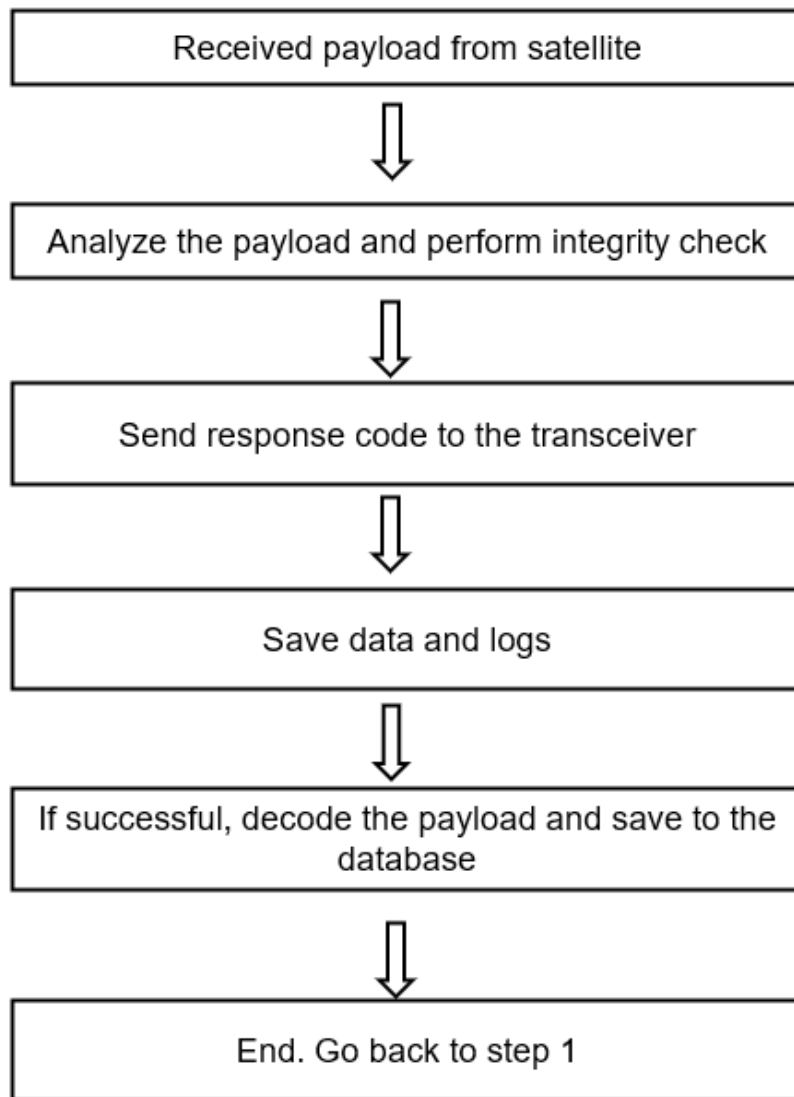 Received payload from satellite
Analyze the payload and perform integrity check
Send response code to the transceiver
Save data and logs
If successful, decode the payload and save to the
database
End. Go back to step 1